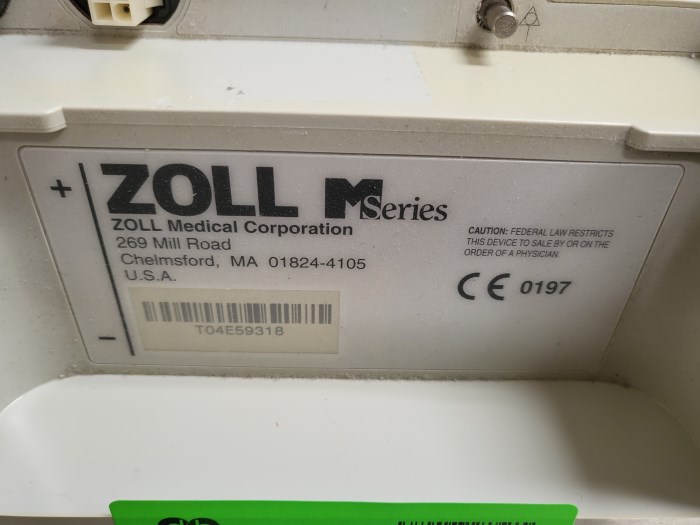 +
ZOLL M Series
ZOLL Medical Corporation
269 Mill Road
Chelmsford, MA 01824-4105
U.S.A.
T04E59318
–
CAUTION: FEDERAL LAW RESTRICTS
THIS DEVICE TO SALE BY OR ON THE
ORDER OF A PHYSICIAN.
CE 0197